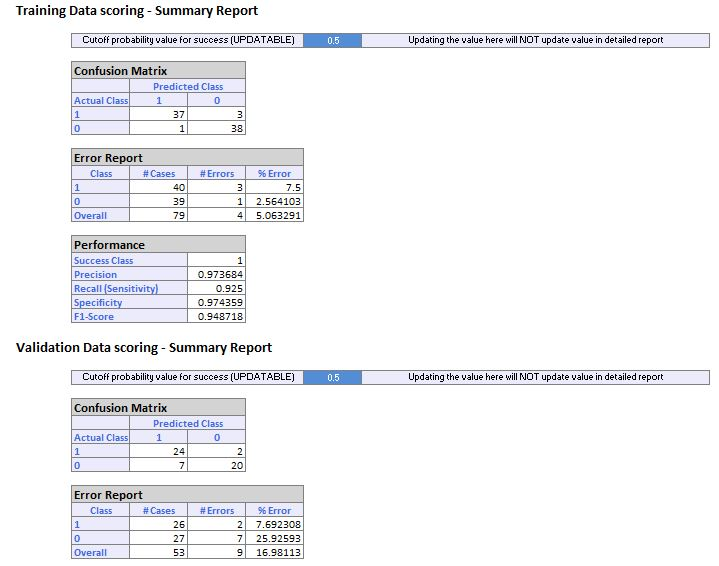 Training Data scoring - Summary Report
Cutoff probability value for success (UPDATABLE) 0.5 Updating the value here will NOT update value in detailed report
Confusion Matrix
Predicted Class
Actual Class 1 0
1 37 3
0 1 38
Error Report
Class # Cases # Errors % Error
1 40 3 7.5
0 39 1 2.564103
Overall 79 4 5.063291
Performance
Success Class 1
Precision 0.973684
Recall (Sensitivity) 0.925
Specificity 0.974359
F1-Score 0.948718
Validation Data scoring - Summary Report
Cutoff probability value for success (UPDATABLE) 0.5 Updating the value here will NOT update value in detailed report
Confusion Matrix
Predicted Class
Actual Class 1 0
1 24 2
0 7 20
Error Report
Class # Cases # Errors % Error
1 26 2 7.692308
0 27 7 25.92593
Overall 53 9 16.98113